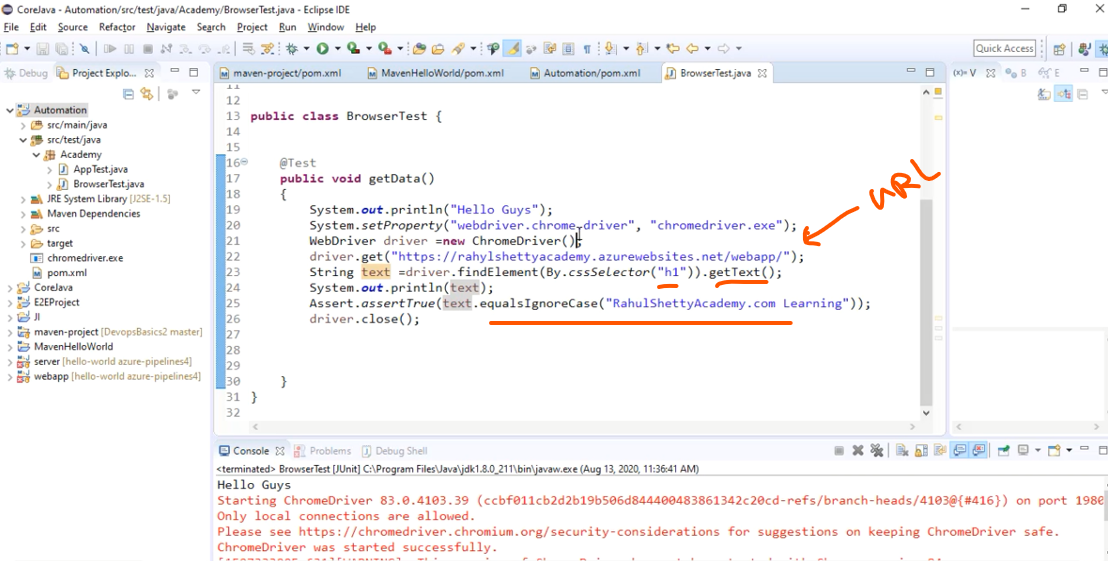 CoreJava - Automation/src/test/java/Academy/BrowserTest.java - Eclipse IDE
File Edit Source Refactor Navigate Search Project Run Window Help
Quick Access
Debug Project Explo...
maven-project/pom.xml MavenHelloWorld/pom.xml Automation/pom.xml BrowserTest.java
(x)= V B E
Automation
src/main/java
src/test/java
Academy
AppTest.java
BrowserTest.java
JRE System Library [J2SE-1.5]
Maven Dependencies
src
target
chromedriver.exe
pom.xml
CoreJava
E2EProject
JI
maven-project [DevopsBasics2 master]
MavenHelloWorld
server [hello-world azure-pipelines4]
webapp [hello-world azure-pipelines4]
11
12
13 public class BrowserTest {
14
15
16 @Test
17 public void getData()
18 {
19 System.out.println("Hello Guys");
20 System.setProperty("webdriver.chrome.driver", "chromedriver.exe");
21 WebDriver driver =new ChromeDriver();
22 driver.get("https://rahylshettyacademy.azurewebsites.net/webapp/");
23 String text =driver.findElement(By.cssSelector("h1")).getText();
24 System.out.println(text);
25 Assert.assertTrue(text.equalsIgnoreCase("RahulShettyAcademy.com Learning"));
26 driver.close();
27
28
29
30 }
31 }
32
URL
Console Problems Debug Shell
<terminated> BrowserTest [JUnit] C:\Program Files\Java\jdk1.8.0_211\bin\javaw.exe (Aug 13, 2020, 11:36:41 AM)
Hello Guys
Starting ChromeDriver 83.0.4103.39 (ccbf011cb2d2b19b506d844400483861342c20cd-refs/branch-heads/4103@{#416}) on port 1980
Only local connections are allowed.
Please see https://chromedriver.chromium.org/security-considerations for suggestions on keeping ChromeDriver safe.
ChromeDriver was started successfully.